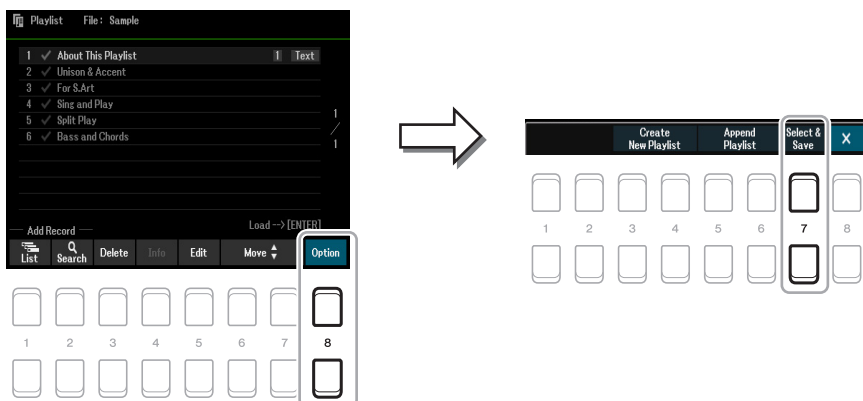 Playlist File: Sample
1 About This Playlist 1 Text
2 Unison & Accent
3 For S.Art
4 Sing and Play
5 Split Play
6 Bass and Chords
1
/
1
Load --> [ENTER]
Add Record
List Search Delete Info Edit Move Option
1 2 3 4 5 6 7 8
Create New Playlist
Append Playlist
Select & Save
X
1 2 3 4 5 6 7 8